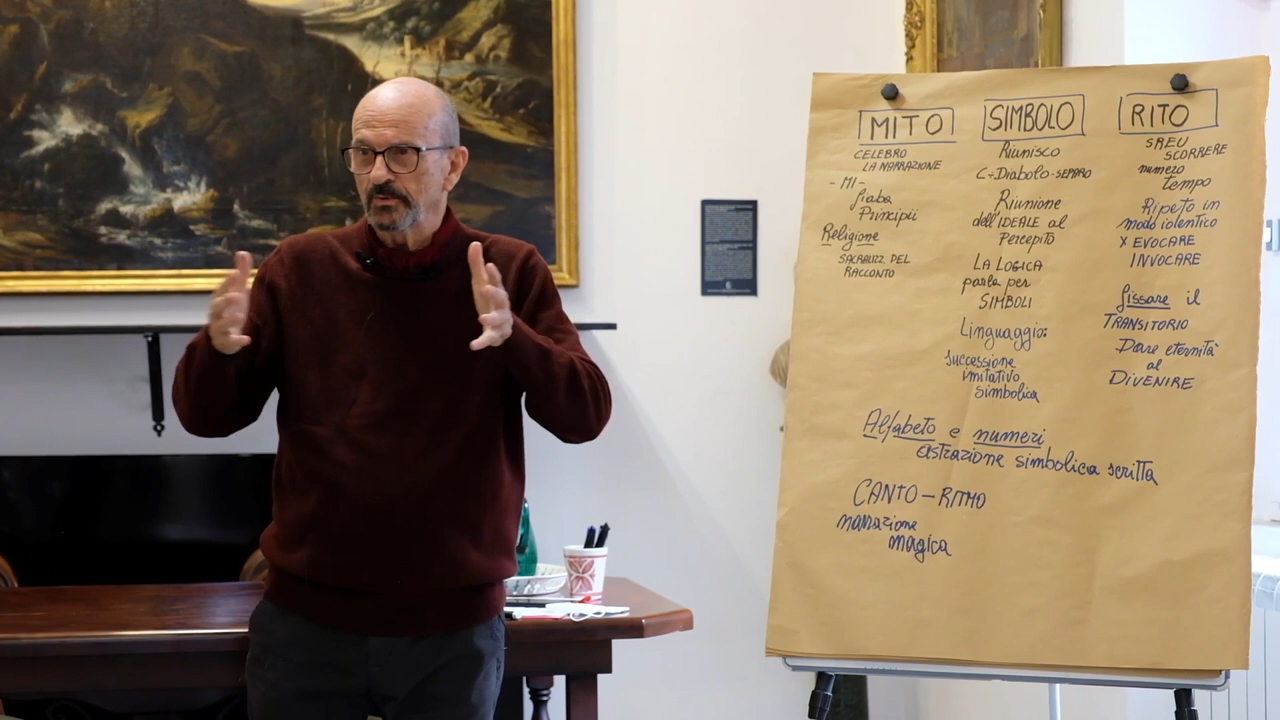 MITO
CELEBRO
LA NARRAZIONE
- MI -
fiaba
Principii
Religione
SACRALIZZ. DEL
RACCONTO
SIMBOLO
Riunisco
C÷Diabolo-SEPARO
Riunione
dell'IDEALE al
Percepito
LA LOGICA
parla per
SIMBOLI
Linguaggio:
successione
imitativo
simbolica
RITO
SREU
SCORRERE
numero
tempo
Ripeto in
modo identico
X EVOCARE
INVOCARE
fissare il
TRANSITORIO
Dare eternità
al
DIVENIRE
Alfabeto e numeri
astrazione simbolica scritta
CANTO - RITMO
narrazione
magica